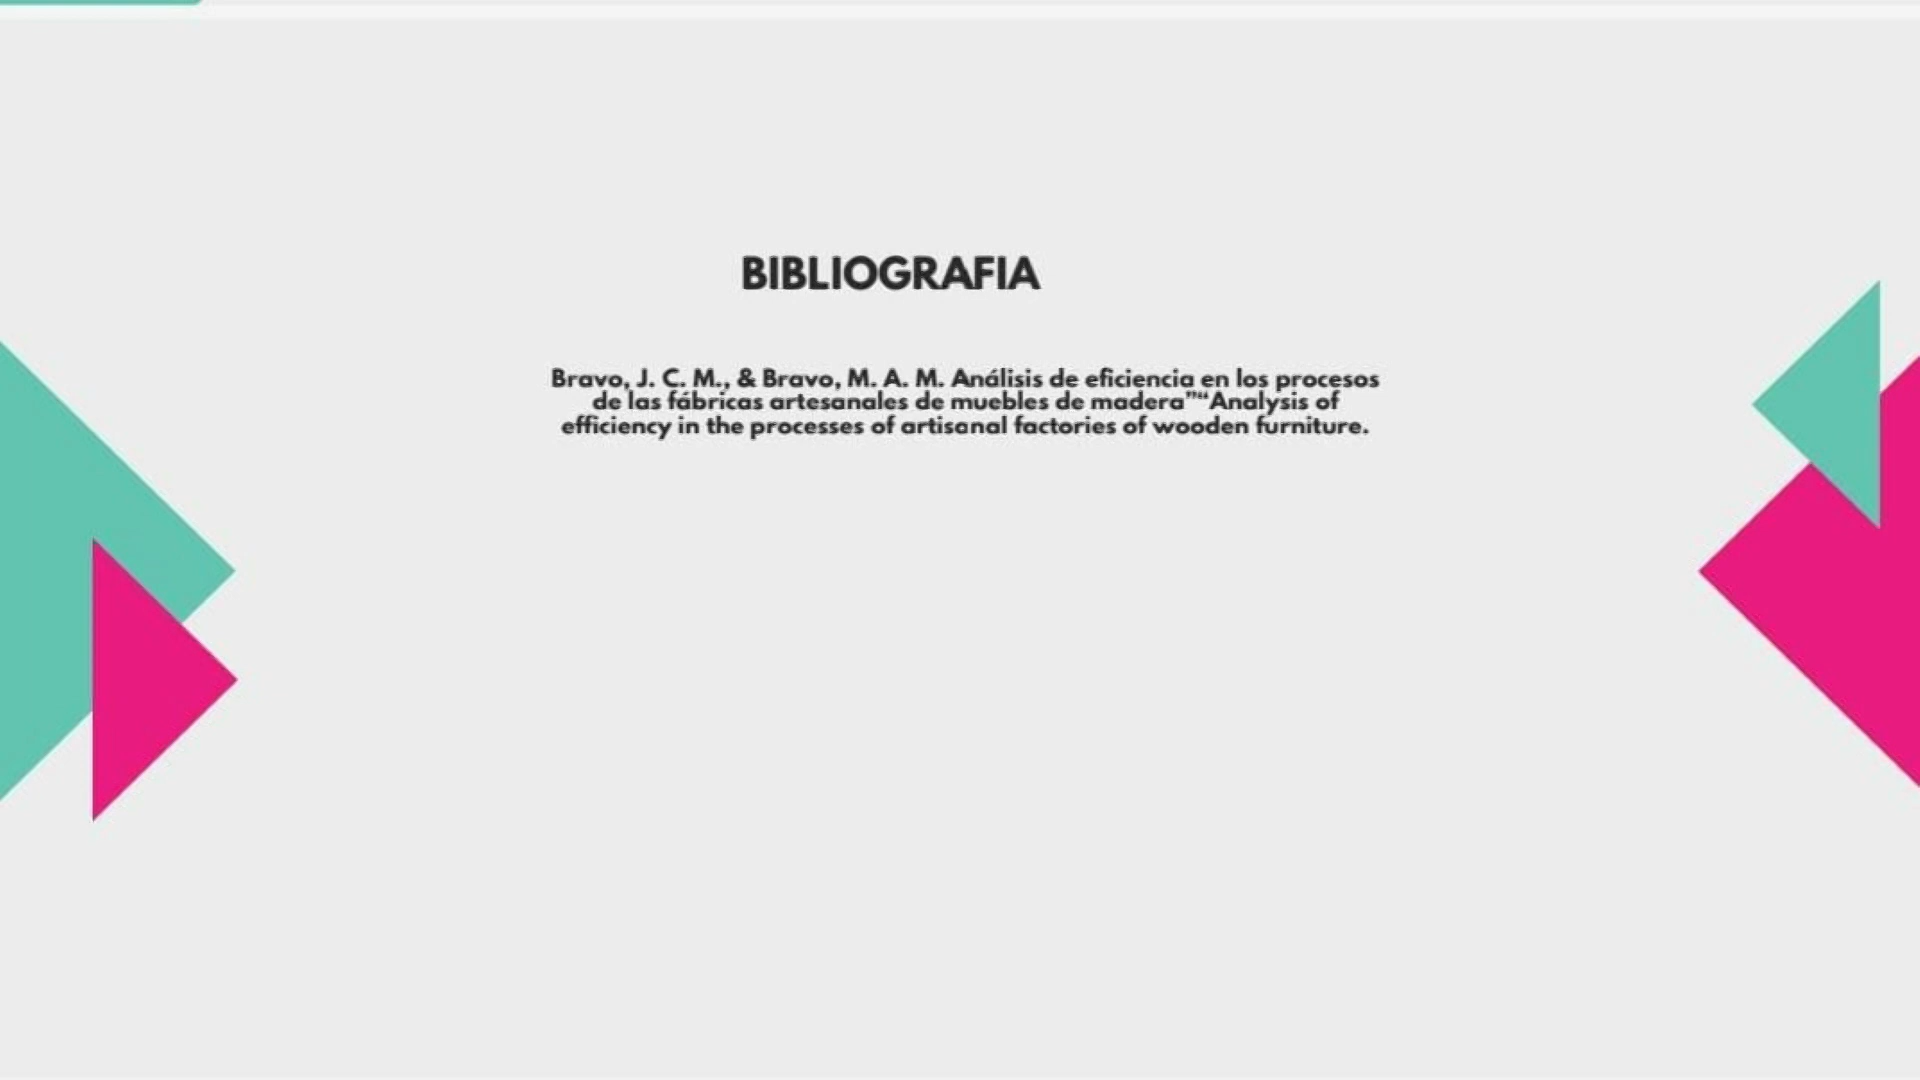 BIBLIOGRAFIA
Bravo, J. C. M., & Bravo, M. A. M. Análisis de eficiencia en los procesos
de las fábricas artesanales de muebles de madera”“Analysis of
efficiency in the processes of artisanal factories of wooden furniture.